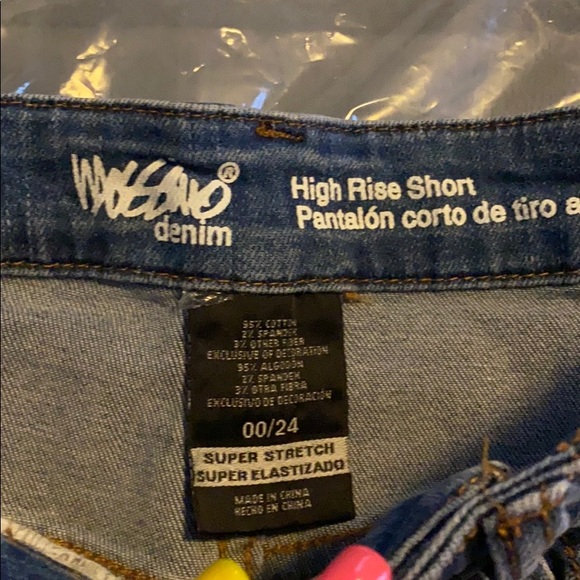 MOSSIMO®
denim
High Rise Short
Pantalón corto de tiro a
95% COTTON
2% SPANDEX
3% OTHER FIBER
EXCLUSIVE OF DECORATION
95% ALGODÓN
2% SPANDEX
3% OTRA FIBRA
EXCLUSIVO DE DECORACIÓN
00/24
SUPER STRETCH
SUPER ELASTIZADO
MADE IN CHINA
HECHO EN CHINA